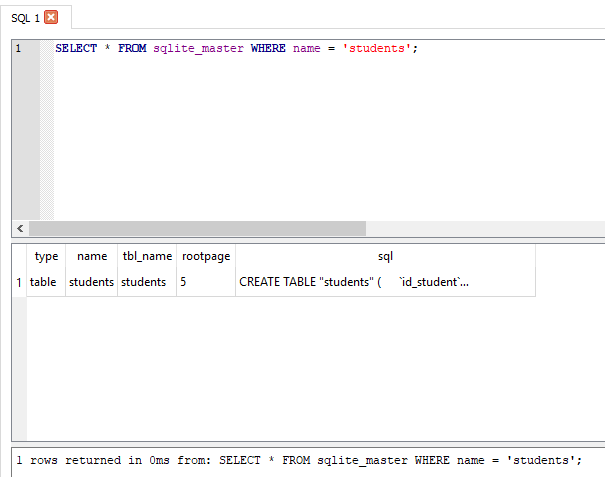 SQL 1
1 SELECT * FROM sqlite_master WHERE name = 'students';
type name tbl_name rootpage sql
1 table students students 5 CREATE TABLE "students" ( `id_student`...
1 rows returned in 0ms from: SELECT * FROM sqlite_master WHERE name = 'students';